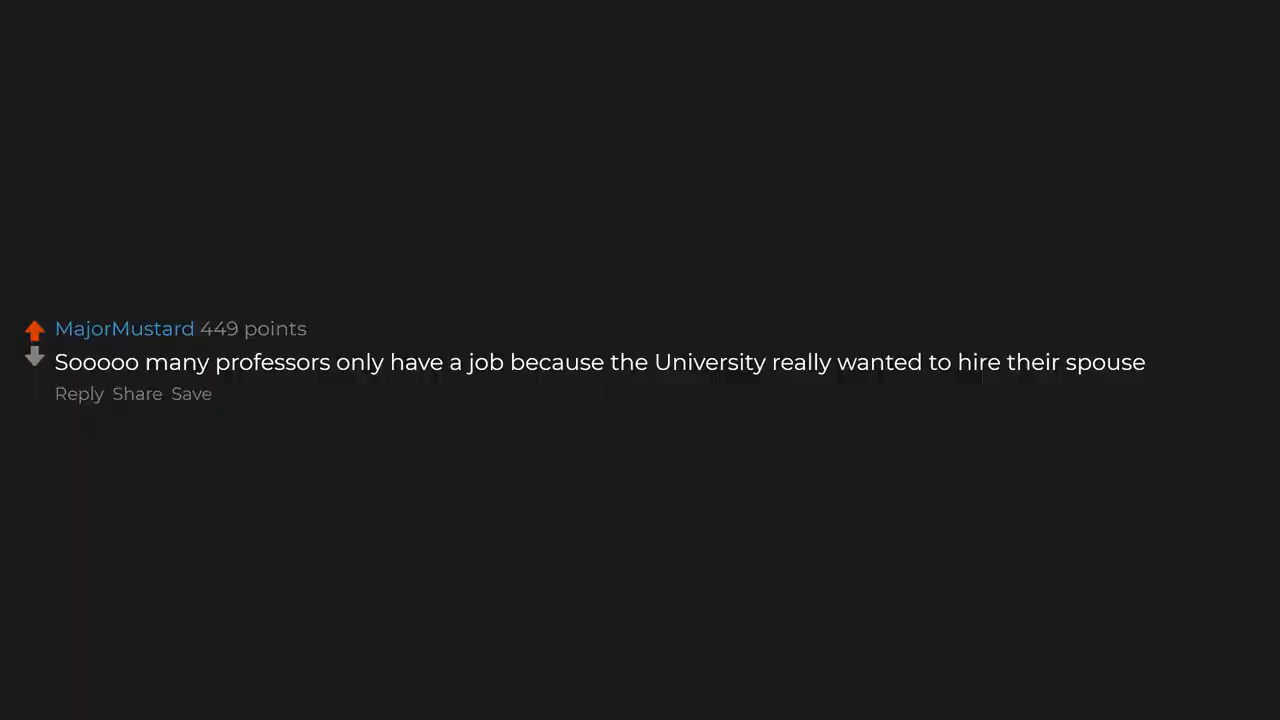 MajorMustard 449 points
Sooooo many professors only have a job because the University really wanted to hire their spouse
Reply Share Save